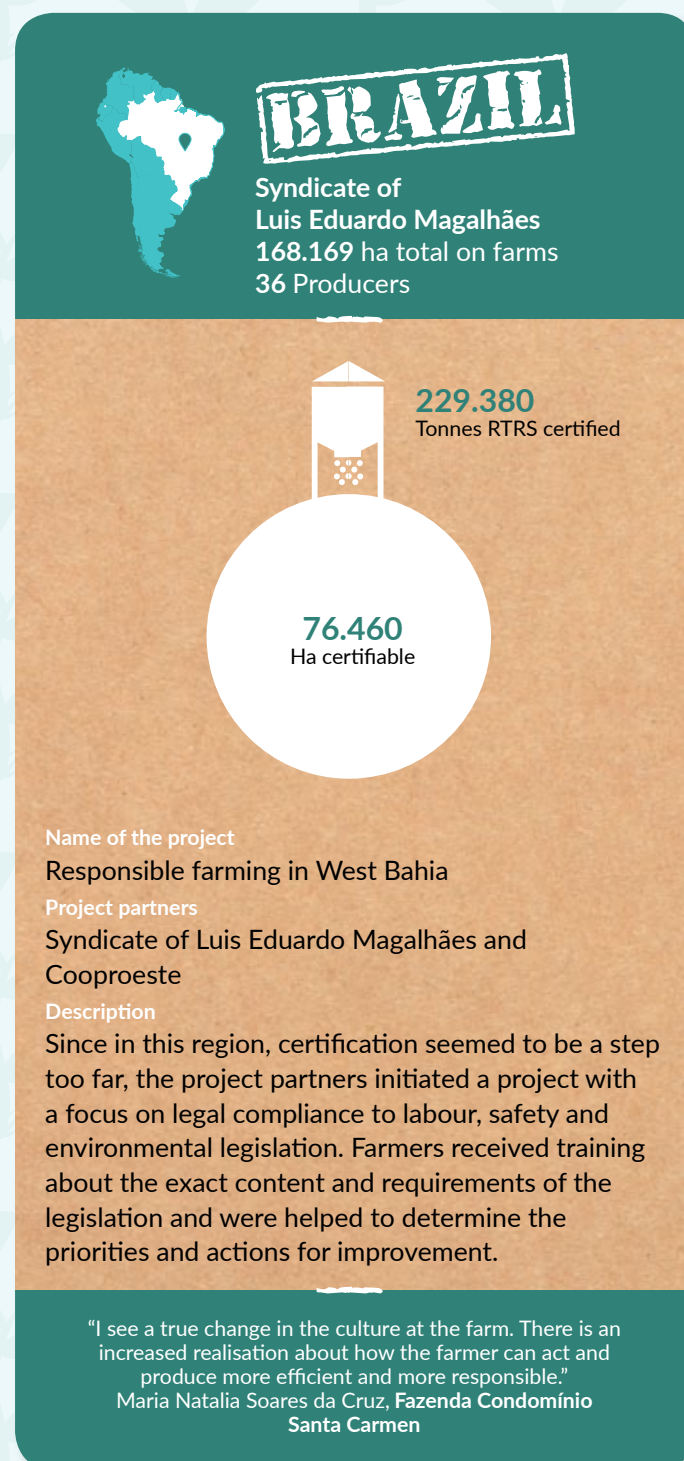 BRAZIL
Syndicate of
Luis Eduardo Magalhães
168.169 ha total on farms
36 Producers
229.380
Tonnes RTRS certified
76.460
Ha certifiable
Name of the project
Responsible farming in West Bahia
Project partners
Syndicate of Luis Eduardo Magalhães and
Cooproeste
Description
Since in this region, certification seemed to be a step
too far, the project partners initiated a project with
a focus on legal compliance to labour, safety and
environmental legislation. Farmers received training
about the exact content and requirements of the
legislation and were helped to determine the
priorities and actions for improvement.
“I see a true change in the culture at the farm. There is an
increased realisation about how the farmer can act and
produce more efficient and more responsible.”
Maria Natalia Soares da Cruz, Fazenda Condomínio
Santa Carmen